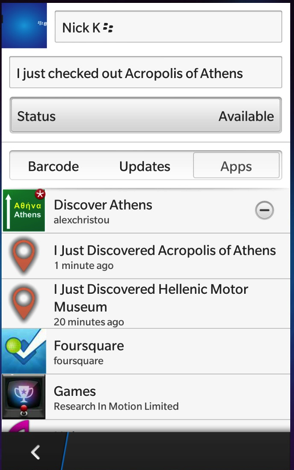 Nick K
I just checked out Acropolis of Athens
Status Available
Barcode Updates Apps
Αθήνα
Athens
Discover Athens
alexchristou
I Just Discovered Acropolis of Athens
1 minute ago
I Just Discovered Hellenic Motor
Museum
20 minutes ago
Foursquare
foursquare
Games
Research In Motion Limited